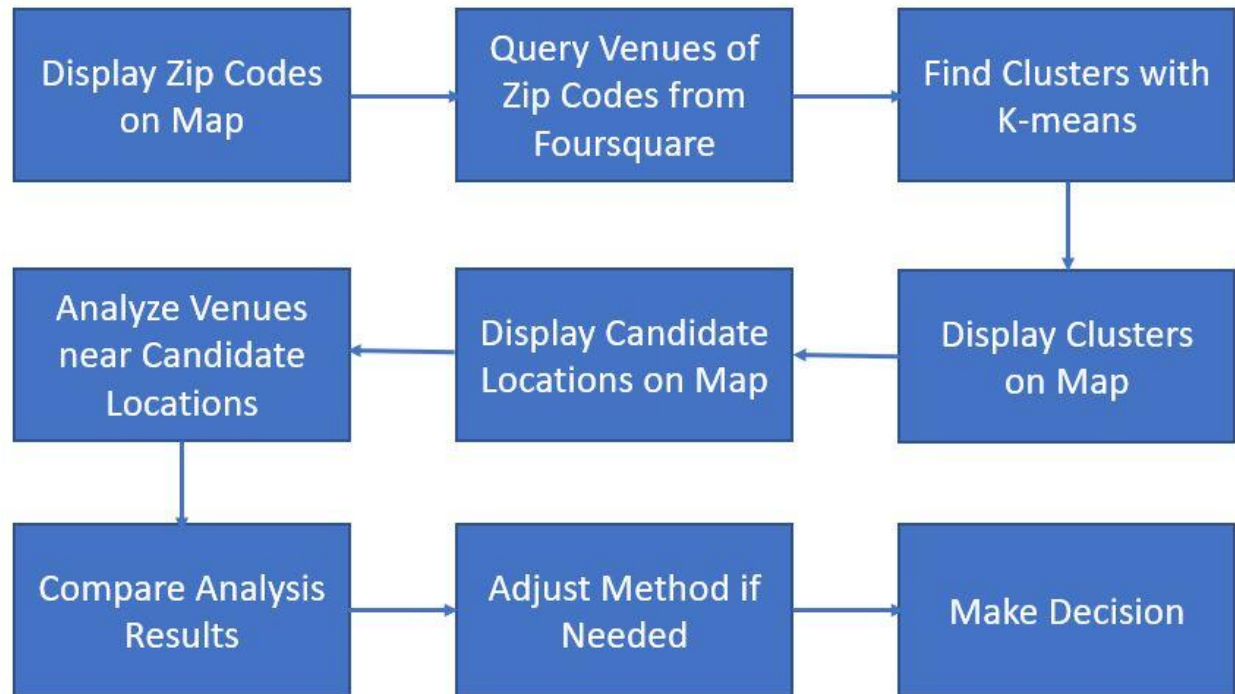 Display Zip Codes
on Map
Query Venues of
Zip Codes from
Foursquare
Find Clusters with
K-means
Display Clusters
on Map
Display Candidate
Locations on Map
Analyze Venues
near Candidate
Locations
Compare Analysis
Results
Adjust Method if
Needed
Make Decision